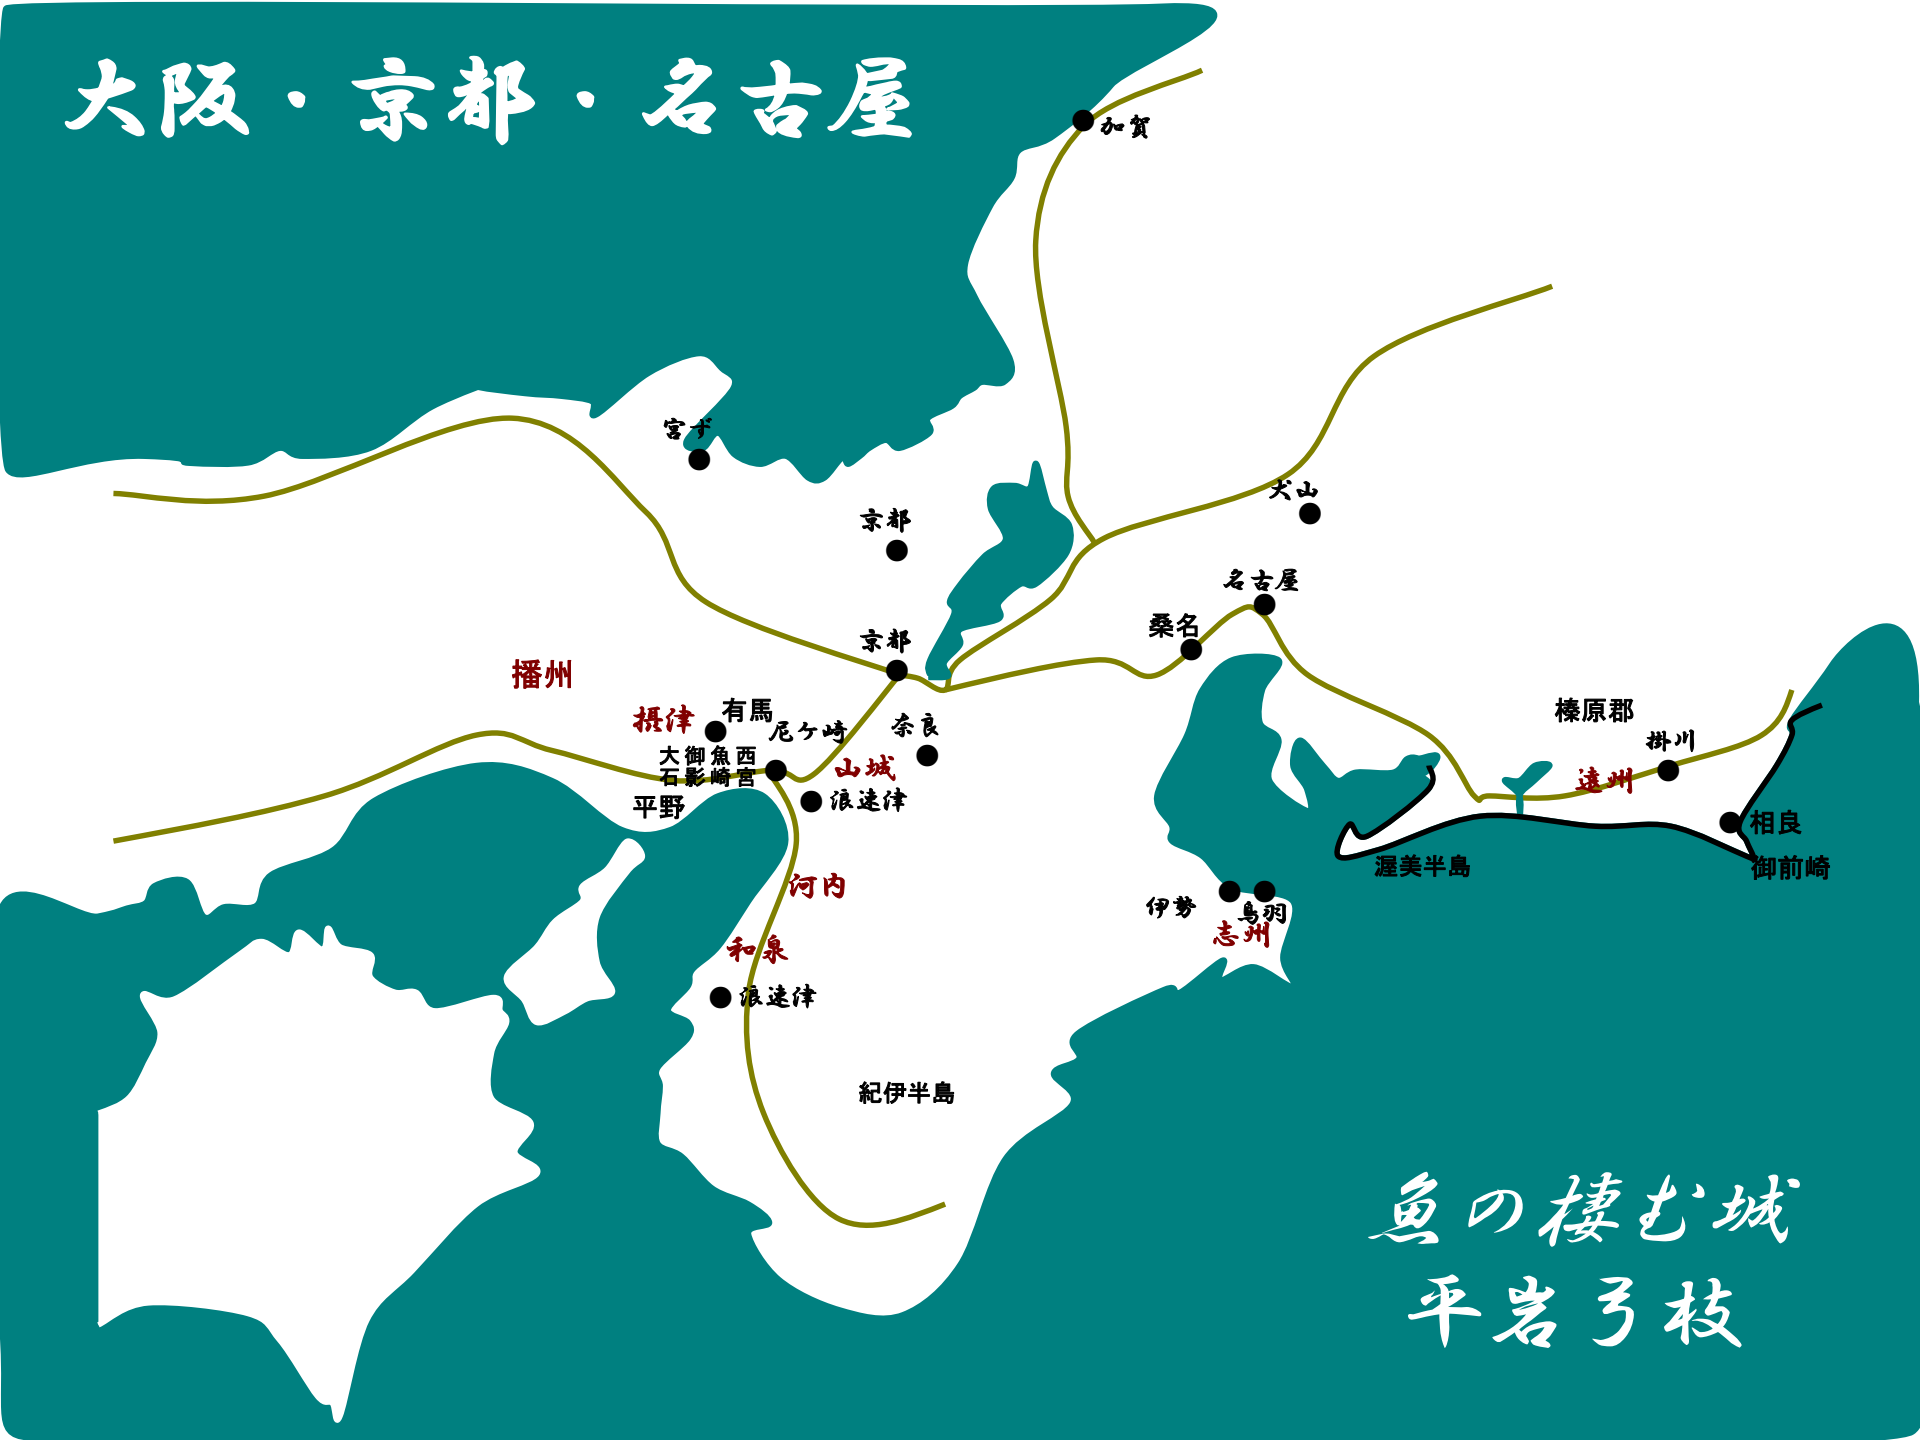 大阪・京都・名古屋
加賀
宮ず
犬山
京都
名古屋
桑名
京都
播州
摂津
有馬
尼ケ崎
奈良
榛原郡
掛川
大石
御影
魚崎
西宮
山城
遠州
平野
浪速津
相良
渥美半島
御前崎
河内
伊勢
鳥羽
志州
和泉
浪速津
紀伊半島
魚の棲む城
平岩弓枝